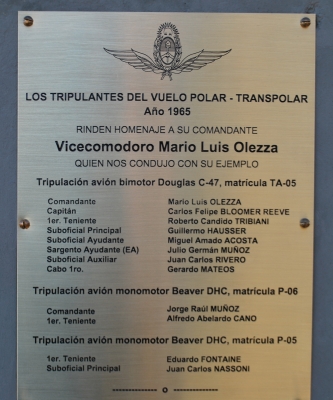 LOS TRIPULANTES DEL VUELO POLAR - TRANSPOLAR
Año 1965
RINDEN HOMENAJE A SU COMANDANTE
Vicecomodoro Mario Luis Olezza
QUIEN NOS CONDUJO CON SU EJEMPLO
Tripulación avión bimotor Douglas C-47, matrícula TA-05
Comandante Mario Luis OLEZZA
Capitán Carlos Felipe BLOOMER REEVE
1er. Teniente Roberto Candido TRIBIANI
Suboficial Principal Guillermo HAUSSER
Suboficial Ayudante Miguel Amado ACOSTA
Sargento Ayudante (EA) Julio Germán MUÑOZ
Suboficial Auxiliar Juan Carlos RIVERO
Cabo 1ro. Gerardo MATEOS
Tripulación avión monomotor Beaver DHC, matrícula P-06
Comandante Jorge Raúl MUÑOZ
1er. Teniente Alfredo Abelardo CANO
Tripulación avión monomotor Beaver DHC, matrícula P-05
1er. Teniente Eduardo FONTAINE
Suboficial Principal Juan Carlos NASSONI
-------------- o --------------